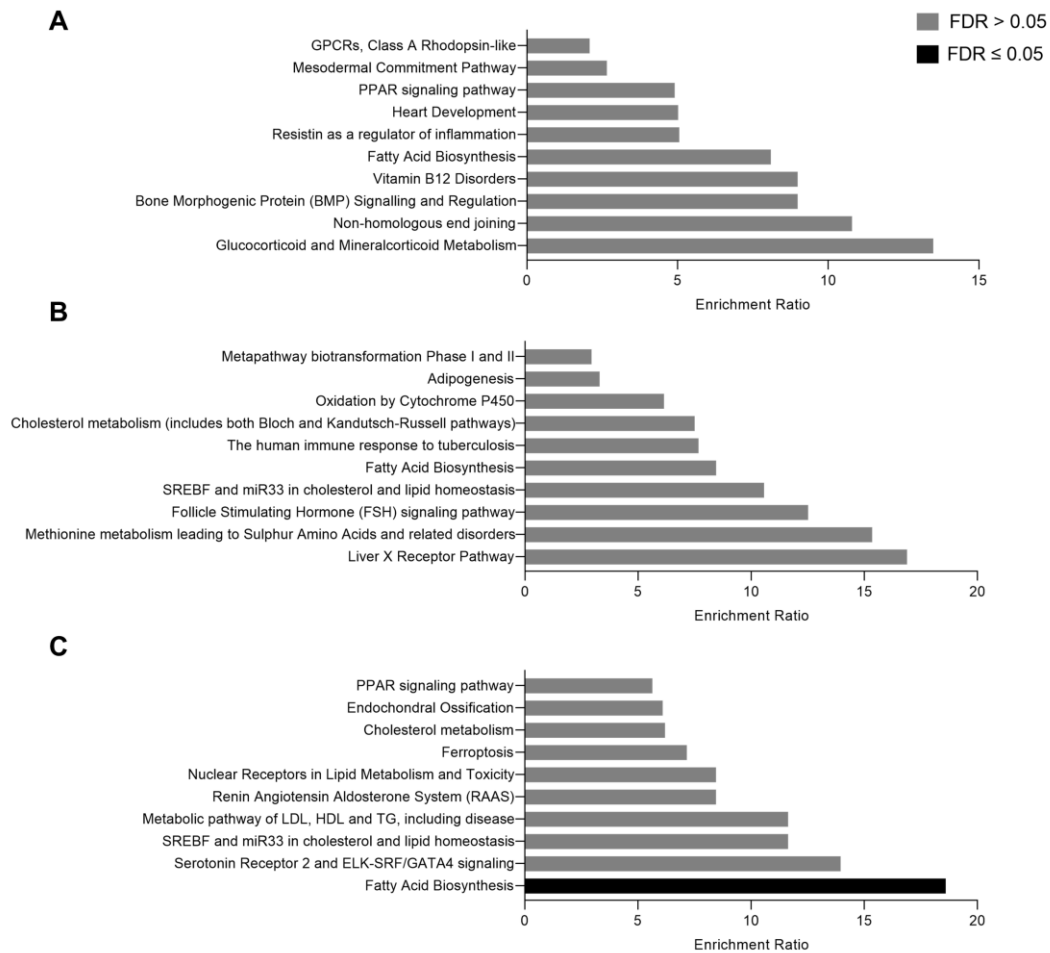 A
FDR > 0.05
FDR ≤ 0.05
GPCRs, Class A Rhodopsin-like
Mesodermal Commitment Pathway
PPAR signaling pathway
Heart Development
Resistin as a regulator of inflammation
Fatty Acid Biosynthesis
Vitamin B12 Disorders
Bone Morphogenic Protein (BMP) Signalling and Regulation
Non-homologous end joining
Glucocorticoid and Mineralcorticoid Metabolism
0 5 10 15
Enrichment Ratio
B
Metapathway biotransformation Phase I and II
Adipogenesis
Oxidation by Cytochrome P450
Cholesterol metabolism (includes both Bloch and Kandutsch-Russell pathways)
The human immune response to tuberculosis
Fatty Acid Biosynthesis
SREBF and miR33 in cholesterol and lipid homeostasis
Follicle Stimulating Hormone (FSH) signaling pathway
Methionine metabolism leading to Sulphur Amino Acids and related disorders
Liver X Receptor Pathway
0 5 10 15 20
Enrichment Ratio
C
PPAR signaling pathway
Endochondral Ossification
Cholesterol metabolism
Ferroptosis
Nuclear Receptors in Lipid Metabolism and Toxicity
Renin Angiotensin Aldosterone System (RAAS)
Metabolic pathway of LDL, HDL and TG, including disease
SREBF and miR33 in cholesterol and lipid homeostasis
Serotonin Receptor 2 and ELK-SRF/GATA4 signaling
Fatty Acid Biosynthesis
0 5 10 15 20
Enrichment Ratio